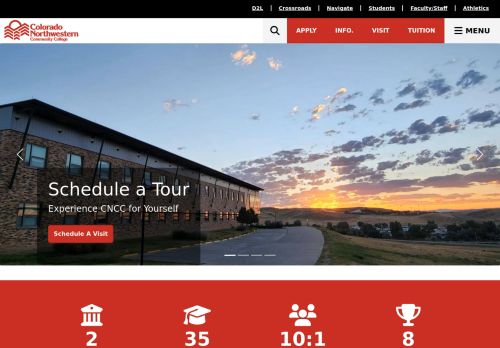 D2L | Crossroads | Navigate | Students | Faculty/Staff | Athletics
Colorado
Northwestern
Community College
APPLY INFO. VISIT TUITION MENU
Schedule a Tour
Experience CNCC for Yourself
Schedule A Visit
2 35 10:1 8